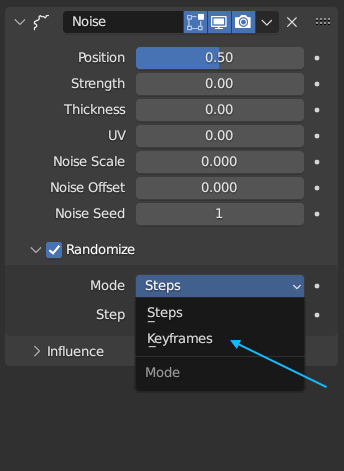 Noise
Position 0.50
Strength 0.00
Thickness 0.00
UV 0.00
Noise Scale 0.000
Noise Offset 0.000
Noise Seed 1
Randomize
Mode Steps
Steps
Step
Keyframes
Influence
Mode